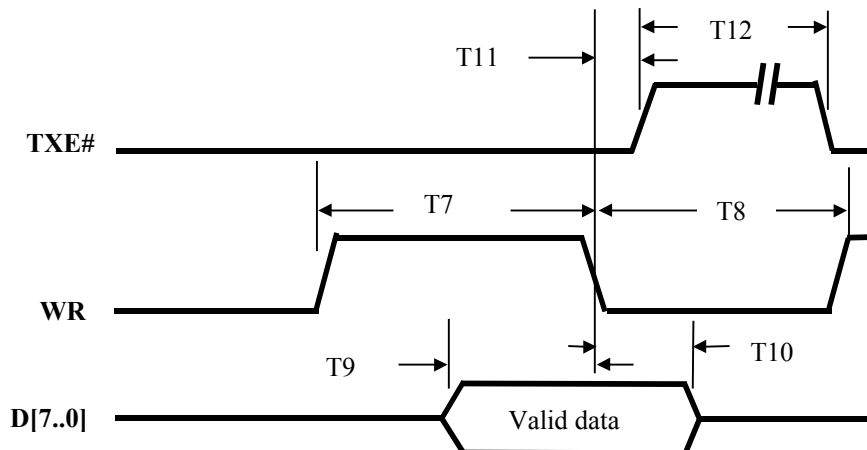 T12
T11
TXE#
T7
T8
WR
T9
T10
D[7..0]
Valid data